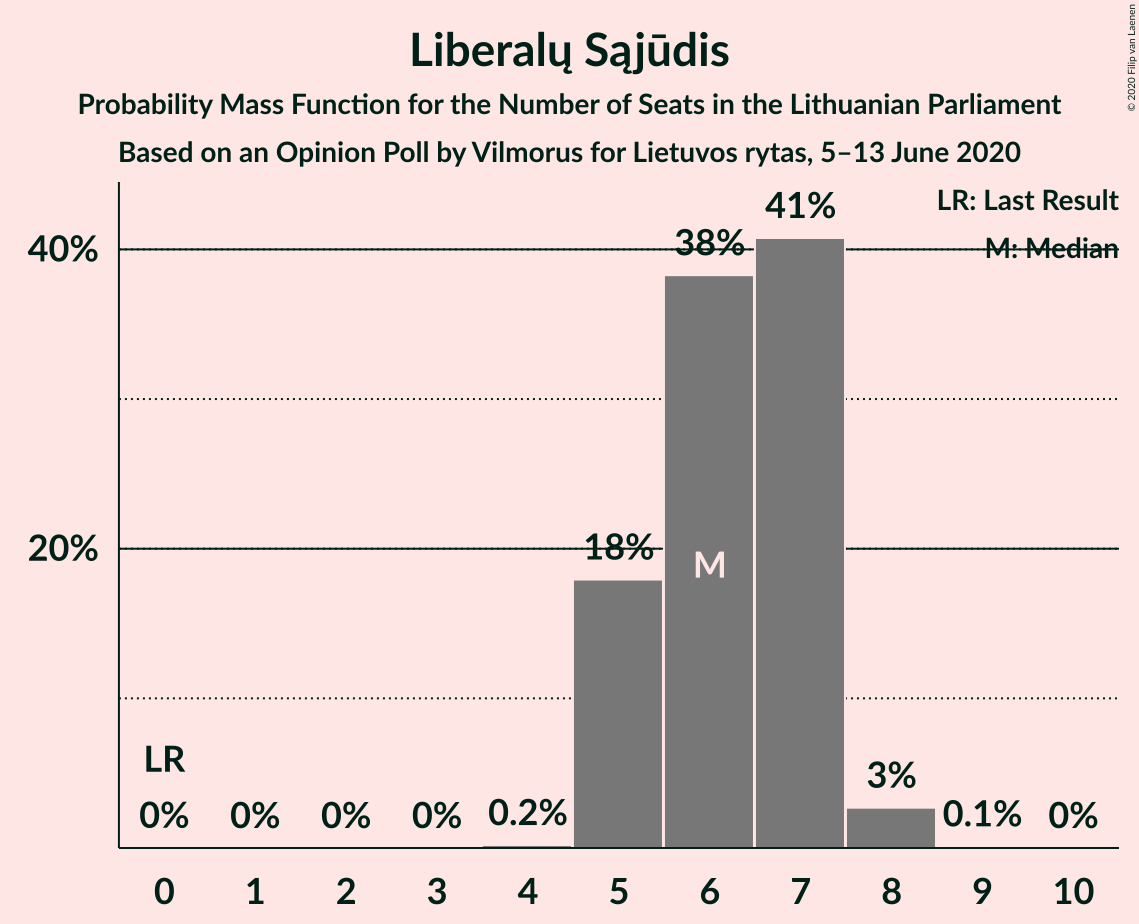 Liberalų Sąjūdis
Probability Mass Function for the Number of Seats in the Lithuanian Parliament
Based on an Opinion Poll by Vilmorus for Lietuvos rytas, 5–13 June 2020
© 2020 Filip van Laenen
LR: Last Result
M: Median
41%
38%
40%
18%
20%
M
LR
3%
0% 0% 0% 0% 0.2% 0.1% 0%
0 1 2 3 4 5 6 7 8 9 10